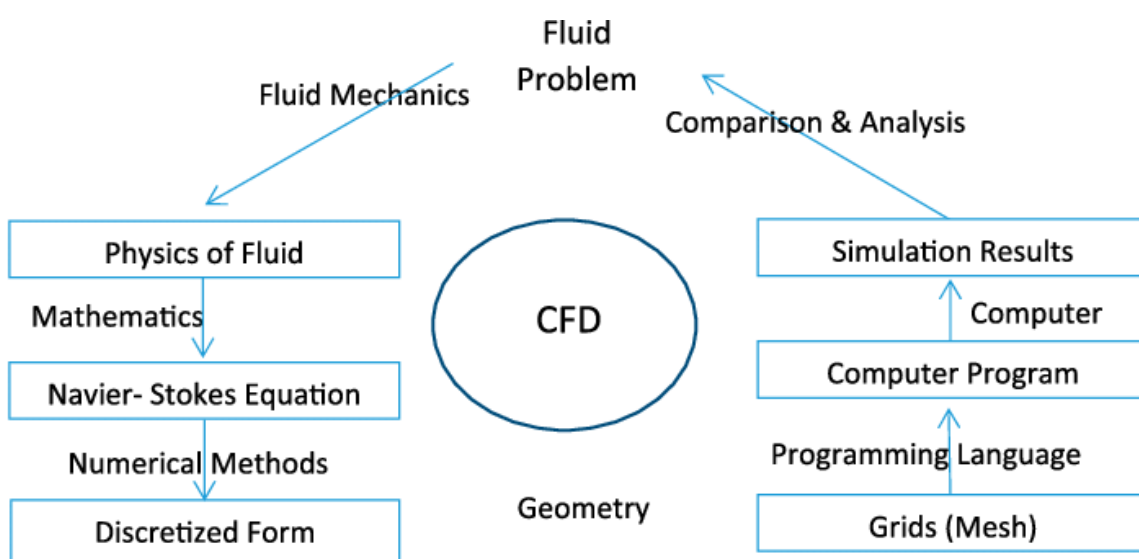 Fluid
Problem
Fluid Mechanics
Comparison & Analysis
Physics of Fluid
Simulation Results
CFD
Mathematics
Computer
Navier- Stokes Equation
Computer Program
Numerical Methods
Programming Language
Geometry
Discretized Form
Grids (Mesh)